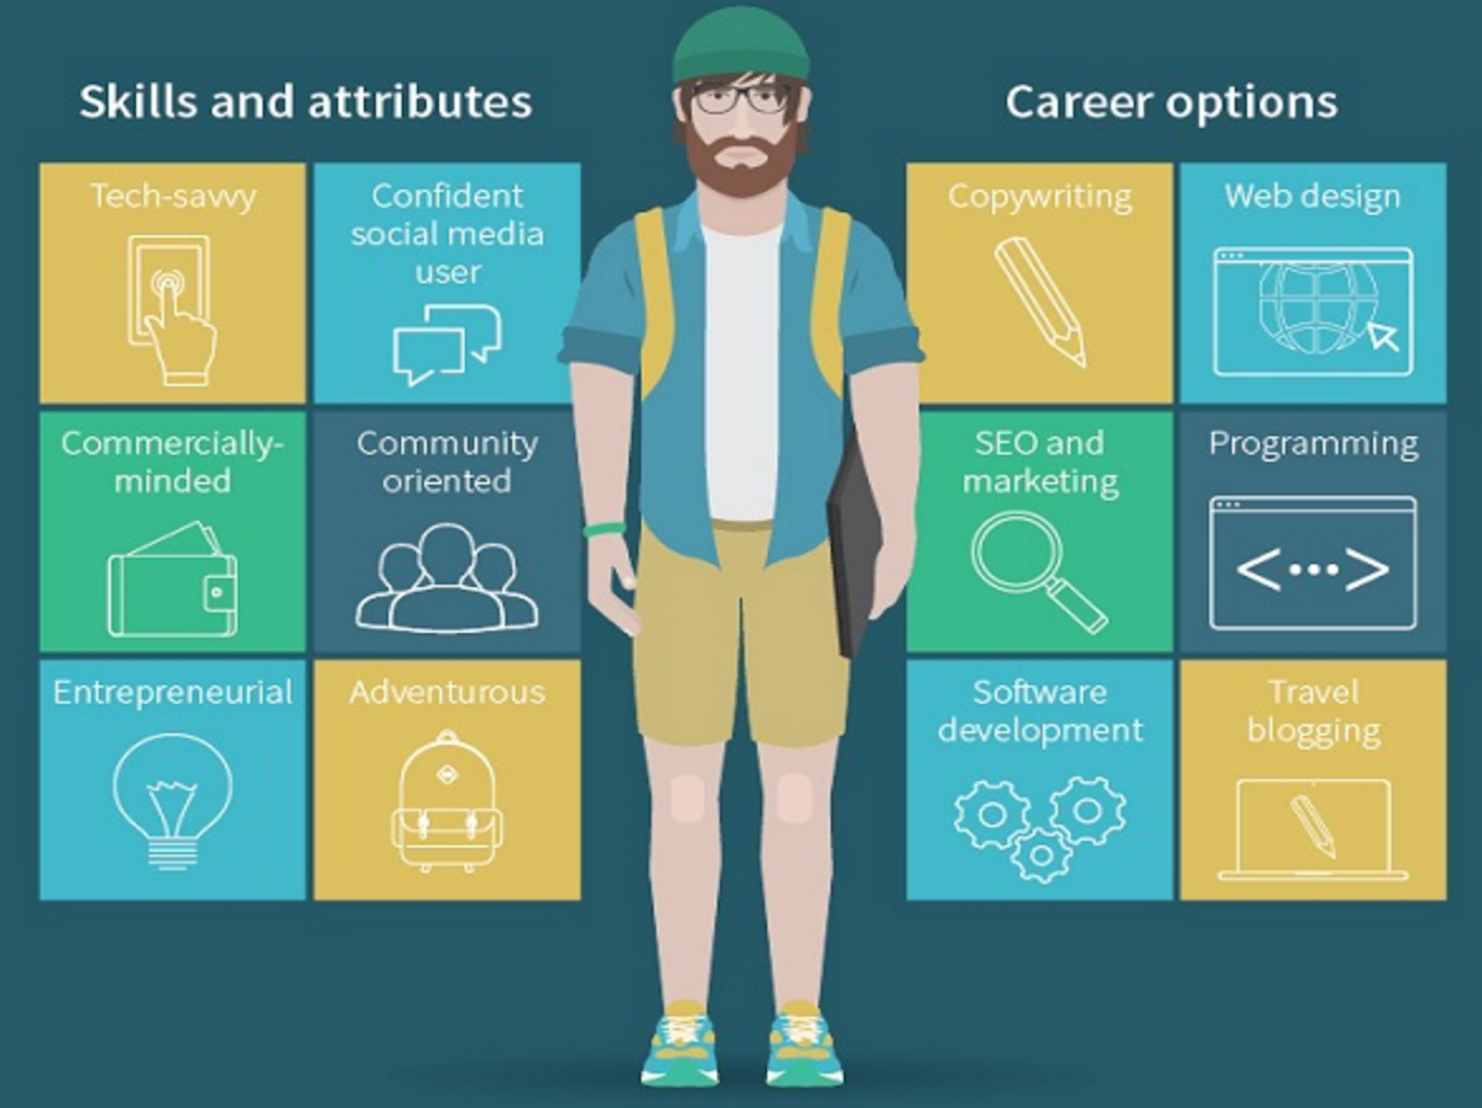 Skills and attributes
Tech-savvy
Confident
social media
user
Commercially-
minded
Community
oriented
Entrepreneurial
Adventurous
Career options
Copywriting
Web design
SEO and
marketing
Programming
<···>
Software
development
Travel
blogging